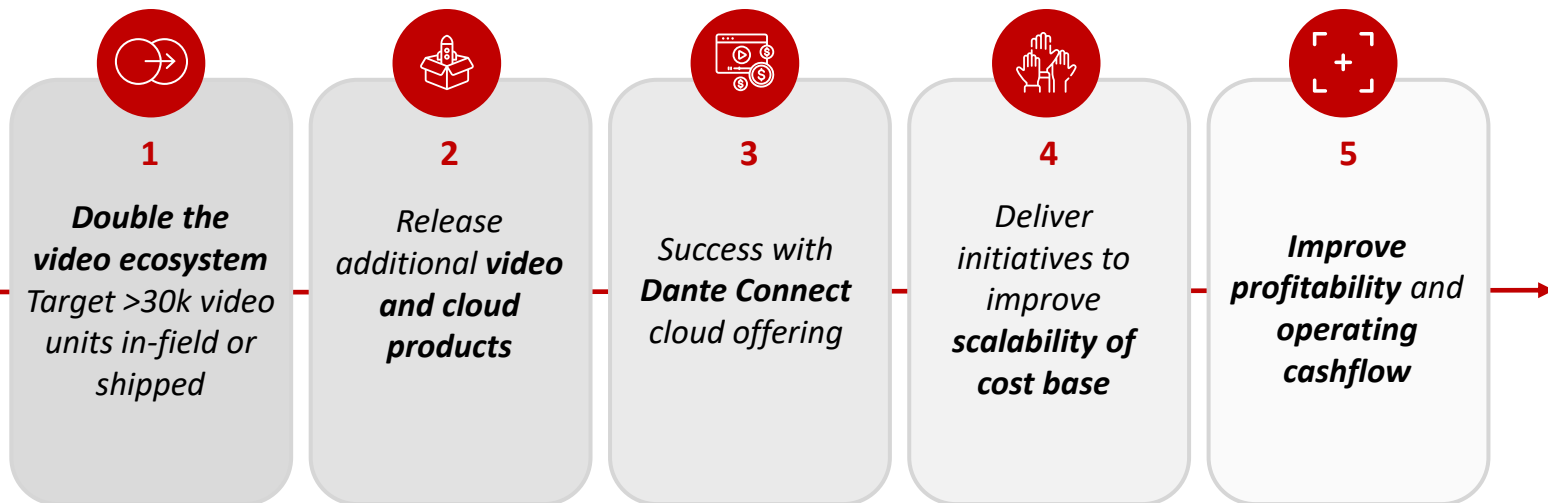 1
Double the
video ecosystem
Target >30k video
units in-field or
shipped
2
Release
additional video
and cloud
products
3
Success with
Dante Connect
cloud offering
4
Deliver
initiatives to
improve
scalability of
cost base
5
Improve
profitability and
operating
cashflow